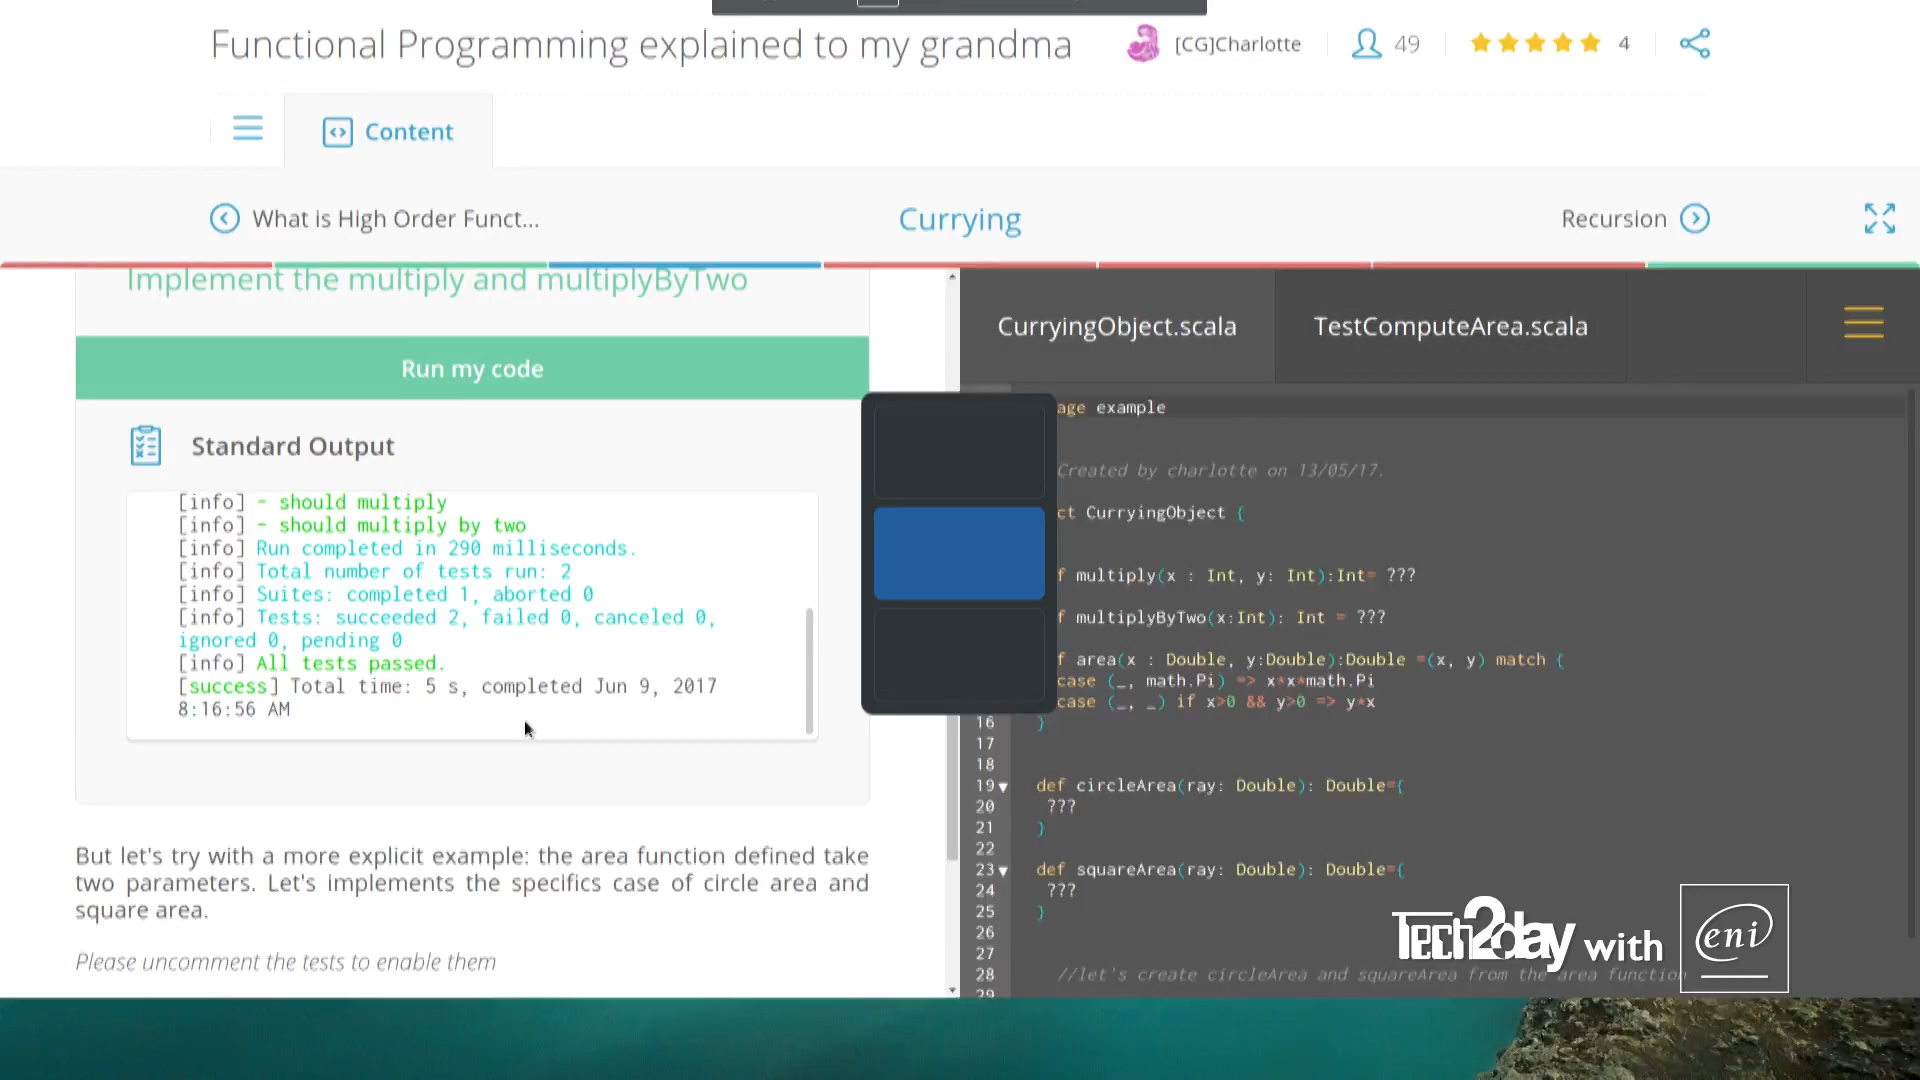 Functional Programming explained to my grandma
[CG]Charlotte
49
4
Content
What is High Order Funct...
Currying
Recursion
Implement the multiply and multiplyByTwo
Run my code
Standard Output
[info] - should multiply
[info] - should multiply by two
[info] Run completed in 290 milliseconds.
[info] Total number of tests run: 2
[info] Suites: completed 1, aborted 0
[info] Tests: succeeded 2, failed 0, canceled 0,
ignored 0, pending 0
[info] All tests passed.
[success] Total time: 5 s, completed Jun 9, 2017
8:16:56 AM
But let's try with a more explicit example: the area function defined take
two parameters. Let's implements the specifics case of circle area and
square area.
Please uncomment the tests to enable them
CurryingObject.scala
TestComputeArea.scala
age example
Created by charlotte on 13/05/17.
ct CurryingObject {
f multiply(x : Int, y: Int):Int= ???
f multiplyByTwo(x:Int): Int = ???
f area(x : Double, y:Double):Double =(x, y) match {
case (_, math.Pi) => x*x*math.Pi
case (_, _) if x>0 && y>0 => y*x
16 }
17
18
19 def circleArea(ray: Double): Double={
20 ???
21 }
22
23 def squareArea(ray: Double): Double={
24 ???
25 }
26
27
28 //let's create circleArea and squareArea from the area function
29
Tech2day with eni